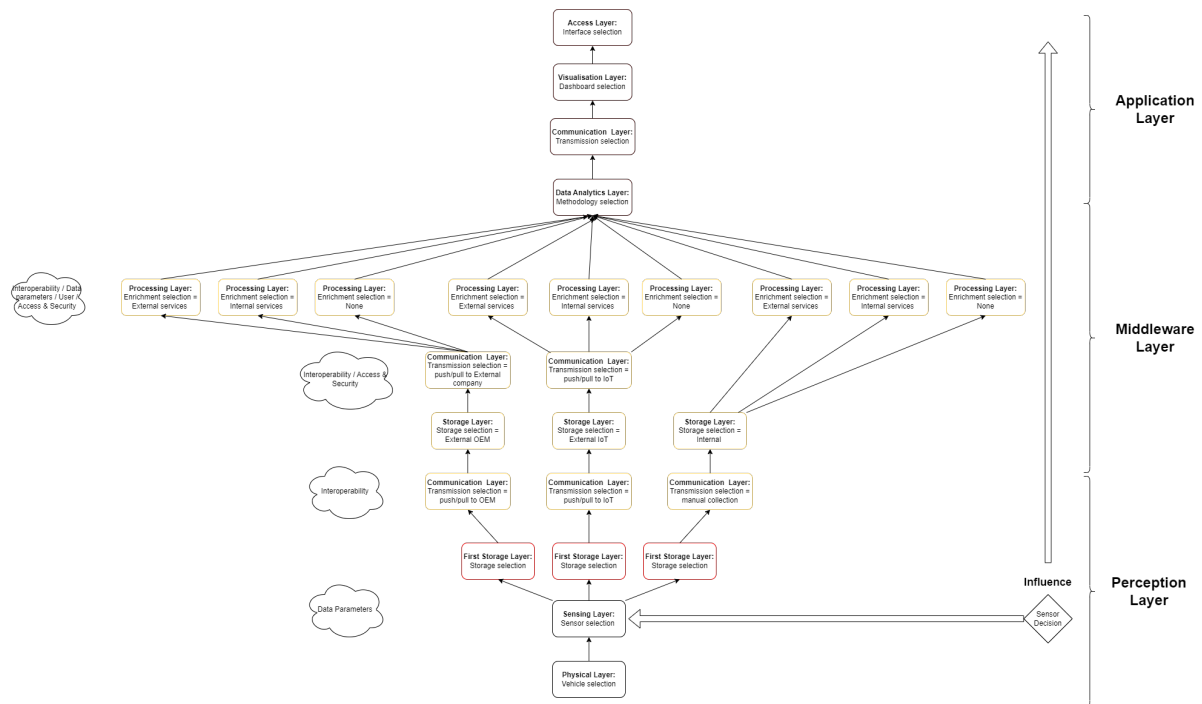 Access Layer:
Interface selection
Visualisation Layer:
Dashboard selection
Application
Layer
Communication Layer:
Transmission selection
Data Analytics Layer:
Methodology selection
Interoperability / Data
parameters / User /
Access & Security
Processing Layer:
Enrichment selection =
External services
Processing Layer:
Enrichment selection =
Internal services
Processing Layer:
Enrichment selection =
None
Processing Layer:
Enrichment selection =
External services
Processing Layer:
Enrichment selection =
Internal services
Processing Layer:
Enrichment selection =
None
Processing Layer:
Enrichment selection =
External services
Processing Layer:
Enrichment selection =
Internal services
Processing Layer:
Enrichment selection =
None
Middleware
Layer
Interoperability / Access &
Security
Communication Layer:
Transmission selection =
push/pull to External
company
Communication Layer:
Transmission selection =
push/pull to IoT
Storage Layer:
Storage selection =
External OEM
Storage Layer:
Storage selection =
External IoT
Storage Layer:
Storage selection =
Internal
Interoperability
Communication Layer:
Transmission selection =
push/pull to OEM
Communication Layer:
Transmission selection =
push/pull to IoT
Communication Layer:
Transmission selection =
manual collection
First Storage Layer:
Storage selection
First Storage Layer:
Storage selection
First Storage Layer:
Storage selection
Influence
Perception
Layer
Data Parameters
Sensing Layer:
Sensor selection
Sensor
Decision
Physical Layer:
Vehicle selection